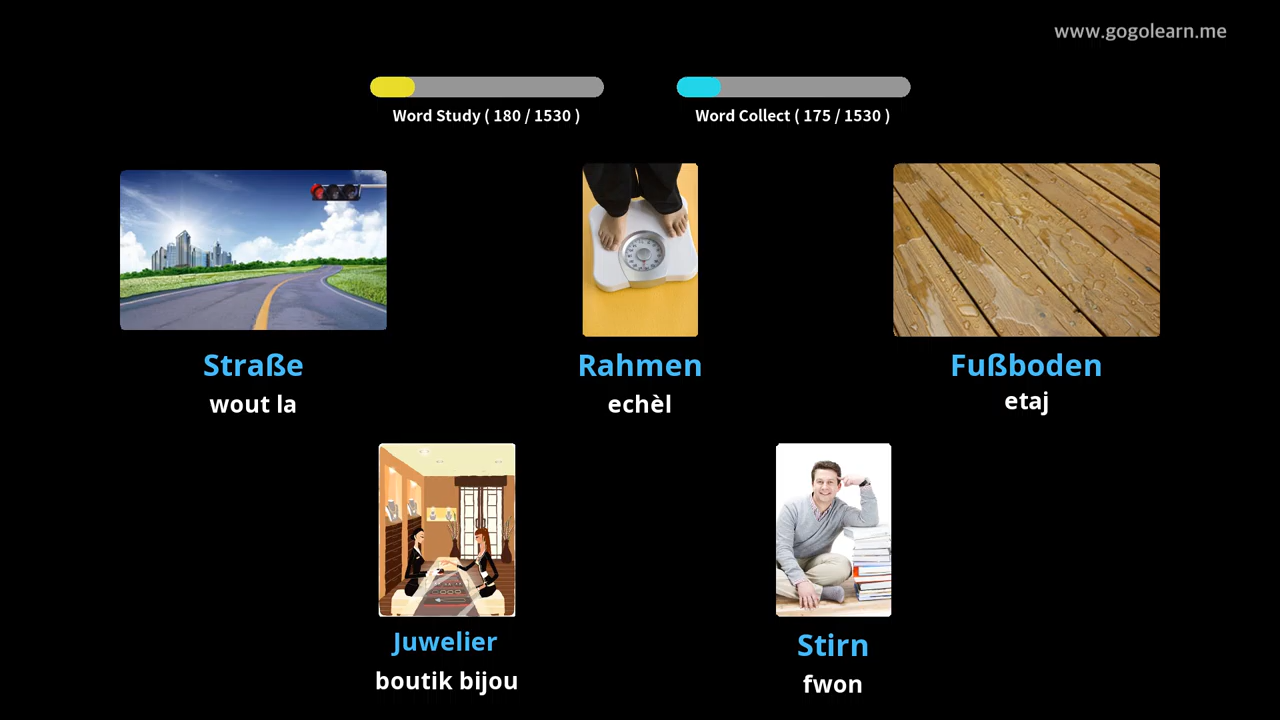 www.gogolearn.me
Word Study ( 180 / 1530 )
Word Collect ( 175 / 1530 )
Straße
wout la
Rahmen
echèl
Fußboden
etaj
Juwelier
boutik bijou
Stirn
fwon